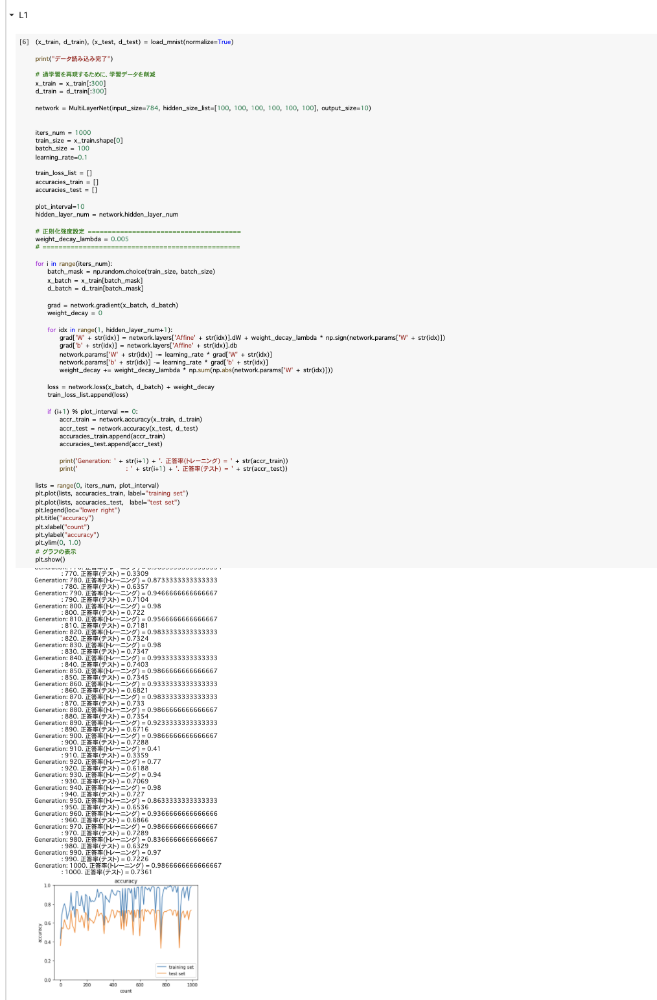 L1
[6] (x_train, d_train), (x_test, d_test) = load_mnist(normalize=True)
print("データ読み込み完了")
# 過学習を再現するために、学習データを削減
x_train = x_train[:300]
d_train = d_train[:300]
network = MultiLayerNet(input_size=784, hidden_size_list=[100, 100, 100, 100, 100, 100], output_size=10)
iters_num = 1000
train_size = x_train.shape[0]
batch_size = 100
learning_rate=0.1
train_loss_list = []
accuracies_train = []
accuracies_test = []
plot_interval=10
hidden_layer_num = network.hidden_layer_num
# 正則化強度設定 ======================================
weight_decay_lambda = 0.005
# =================================================
for i in range(iters_num):
batch_mask = np.random.choice(train_size, batch_size)
x_batch = x_train[batch_mask]
d_batch = d_train[batch_mask]
grad = network.gradient(x_batch, d_batch)
weight_decay = 0
for idx in range(1, hidden_layer_num+1):
grad['W' + str(idx)] = network.layers['Affine' + str(idx)].dW + weight_decay_lambda * np.sign(network.params['W' + str(idx)])
grad['b' + str(idx)] = network.layers['Affine' + str(idx)].db
network.params['W' + str(idx)] -= learning_rate * grad['W' + str(idx)]
network.params['b' + str(idx)] -= learning_rate * grad['b' + str(idx)]
weight_decay += weight_decay_lambda * np.sum(np.abs(network.params['W' + str(idx)]))
loss = network.loss(x_batch, d_batch) + weight_decay
train_loss_list.append(loss)
if (i+1) % plot_interval == 0:
accr_train = network.accuracy(x_train, d_train)
accr_test = network.accuracy(x_test, d_test)
accuracies_train.append(accr_train)
accuracies_test.append(accr_test)
print('Generation: ' + str(i+1) + '. 正答率(トレーニング) = ' + str(accr_train))
print('                : ' + str(i+1) + '. 正答率(テスト) = ' + str(accr_test))
lists = range(0, iters_num, plot_interval)
plt.plot(lists, accuracies_train, label="training set")
plt.plot(lists, accuracies_test,  label="test set")
plt.legend(loc="lower right")
plt.title("accuracy")
plt.xlabel("count")
plt.ylabel("accuracy")
plt.ylim(0, 1.0)
# グラフの表示
plt.show()
: 770. 正答率(テスト) = 0.3309
Generation: 780. 正答率(トレーニング) = 0.8733333333333333
: 780. 正答率(テスト) = 0.6357
Generation: 790. 正答率(トレーニング) = 0.9466666666666667
: 790. 正答率(テスト) = 0.7104
Generation: 800. 正答率(トレーニング) = 0.98
: 800. 正答率(テスト) = 0.722
Generation: 810. 正答率(トレーニング) = 0.9566666666666667
: 810. 正答率(テスト) = 0.7181
Generation: 820. 正答率(トレーニング) = 0.9833333333333333
: 820. 正答率(テスト) = 0.7324
Generation: 830. 正答率(トレーニング) = 0.98
: 830. 正答率(テスト) = 0.7347
Generation: 840. 正答率(トレーニング) = 0.9933333333333333
: 840. 正答率(テスト) = 0.7403
Generation: 850. 正答率(トレーニング) = 0.9866666666666667
: 850. 正答率(テスト) = 0.7345
Generation: 860. 正答率(トレーニング) = 0.9333333333333333
: 860. 正答率(テスト) = 0.6821
Generation: 870. 正答率(トレーニング) = 0.9833333333333333
: 870. 正答率(テスト) = 0.733
Generation: 880. 正答率(トレーニング) = 0.9866666666666667
: 880. 正答率(テスト) = 0.7354
Generation: 890. 正答率(トレーニング) = 0.9233333333333333
: 890. 正答率(テスト) = 0.6716
Generation: 900. 正答率(トレーニング) = 0.9866666666666667
: 900. 正答率(テスト) = 0.7288
Generation: 910. 正答率(トレーニング) = 0.41
: 910. 正答率(テスト) = 0.3359
Generation: 920. 正答率(トレーニング) = 0.77
: 920. 正答率(テスト) = 0.6188
Generation: 930. 正答率(トレーニング) = 0.94
: 930. 正答率(テスト) = 0.7069
Generation: 940. 正答率(トレーニング) = 0.98
: 940. 正答率(テスト) = 0.727
Generation: 950. 正答率(トレーニング) = 0.8633333333333333
: 950. 正答率(テスト) = 0.6536
Generation: 960. 正答率(トレーニング) = 0.9366666666666666
: 960. 正答率(テスト) = 0.6866
Generation: 970. 正答率(トレーニング) = 0.9866666666666667
: 970. 正答率(テスト) = 0.7289
Generation: 980. 正答率(トレーニング) = 0.8366666666666667
: 980. 正答率(テスト) = 0.6329
Generation: 990. 正答率(トレーニング) = 0.97
: 990. 正答率(テスト) = 0.7226
Generation: 1000. 正答率(トレーニング) = 0.9866666666666667
: 1000. 正答率(テスト) = 0.7361
accuracy
1.0
0.8
0.6
0.4
0.2
0.0
accuracy
training set
test set
0 200 400 600 800 1000
count